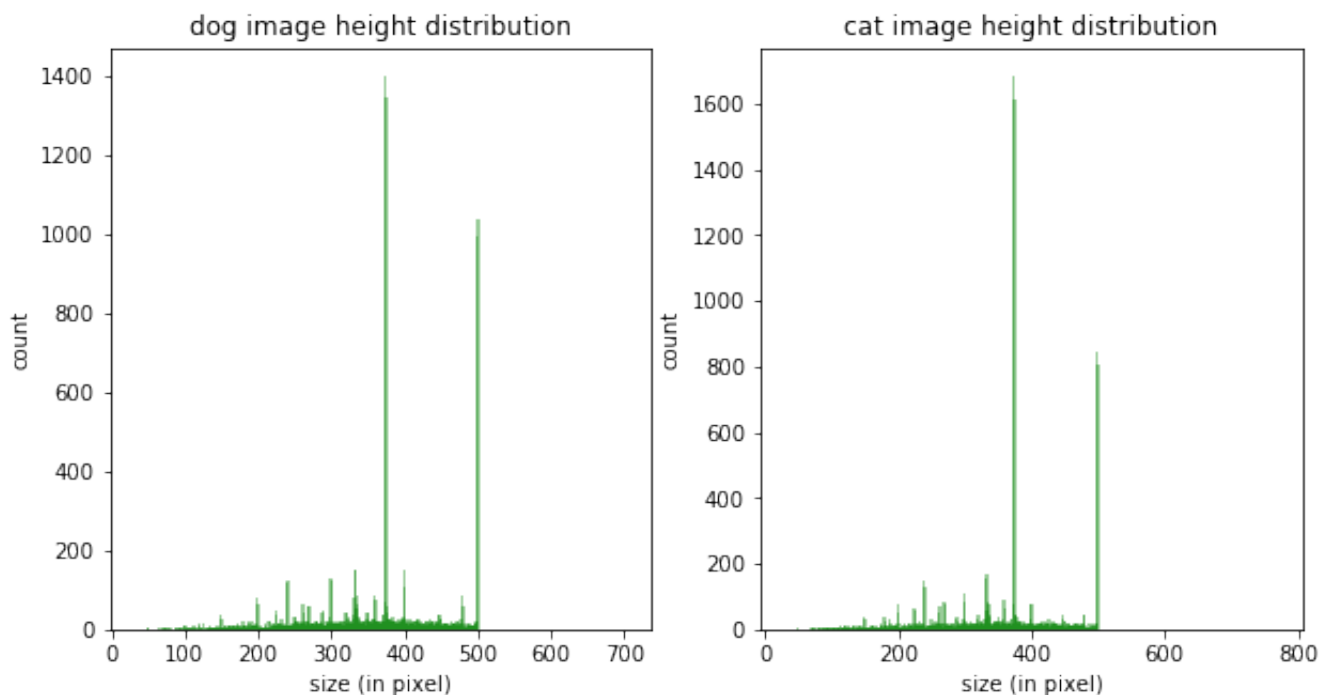 dog image height distribution
1400
1200
1000
800
600
400
200
0
count
0 100 200 300 400 500 600 700
size (in pixel)
cat image height distribution
1600
1400
1200
1000
800
600
400
200
0
count
0 200 400 600 800
size (in pixel)